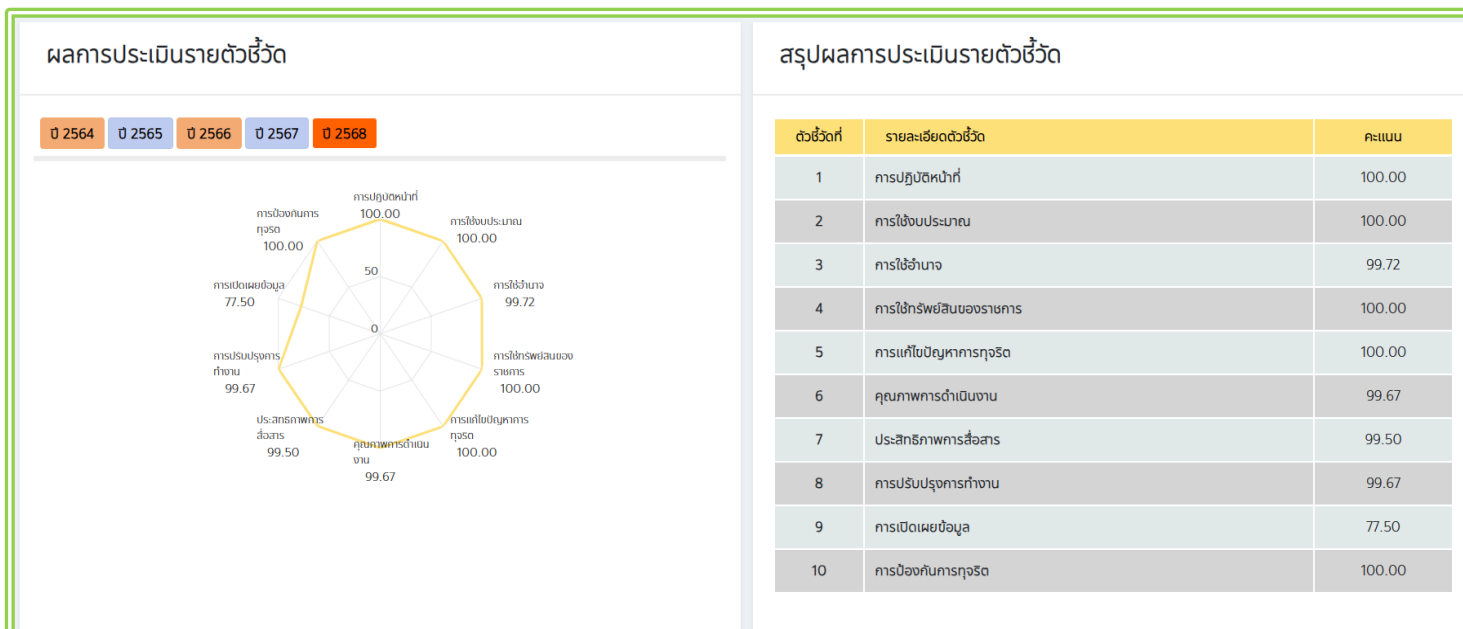 ผลการประเมินรายตัวชี้วัด
ปี 2564 ปี 2565 ปี 2566 ปี 2567 ปี 2568
การปฏิบัติหน้าที่
100.00
การใช้งบประมาณ
100.00
การใช้อำนาจ
99.72
การใช้ทรัพย์สินของ
ราชการ
100.00
การแก้ไขปัญหาการ
ทุจริต
100.00
คุณภาพการดำเนิน
งาน
99.67
ประสิทธิภาพการ
สื่อสาร
99.50
การปรับปรุงการ
ทำงาน
99.67
การเปิดเผยข้อมูล
77.50
การป้องกันการ
ทุจริต
100.00
50
0
สรุปผลการประเมินรายตัวชี้วัด
ตัวชี้วัดที่ รายละเอียดตัวชี้วัด คะแนน
1 การปฏิบัติหน้าที่ 100.00
2 การใช้งบประมาณ 100.00
3 การใช้อำนาจ 99.72
4 การใช้ทรัพย์สินของราชการ 100.00
5 การแก้ไขปัญหาการทุจริต 100.00
6 คุณภาพการดำเนินงาน 99.67
7 ประสิทธิภาพการสื่อสาร 99.50
8 การปรับปรุงการทำงาน 99.67
9 การเปิดเผยข้อมูล 77.50
10 การป้องกันการทุจริต 100.00